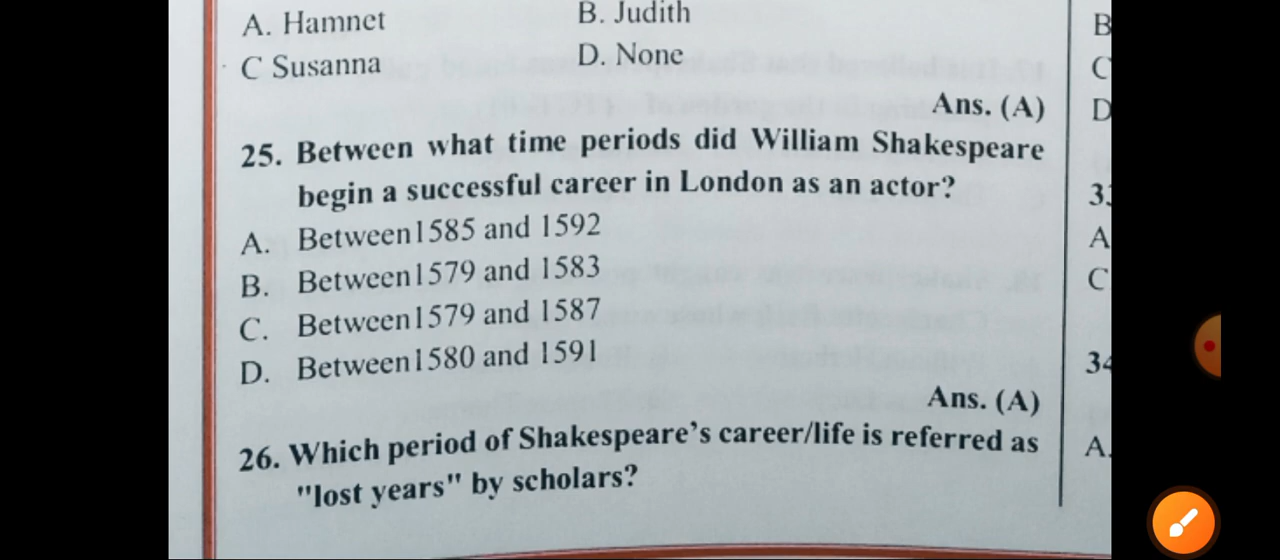 A. Hamnet B. Judith
C Susanna D. None
Ans. (A)
25. Between what time periods did William Shakespeare
begin a successful career in London as an actor?
A. Between1585 and 1592
B. Between1579 and 1583
C. Between1579 and 1587
D. Between1580 and 1591
Ans. (A)
26. Which period of Shakespeare's career/life is referred as
"lost years" by scholars?
B
C
D
A
C
34
A.